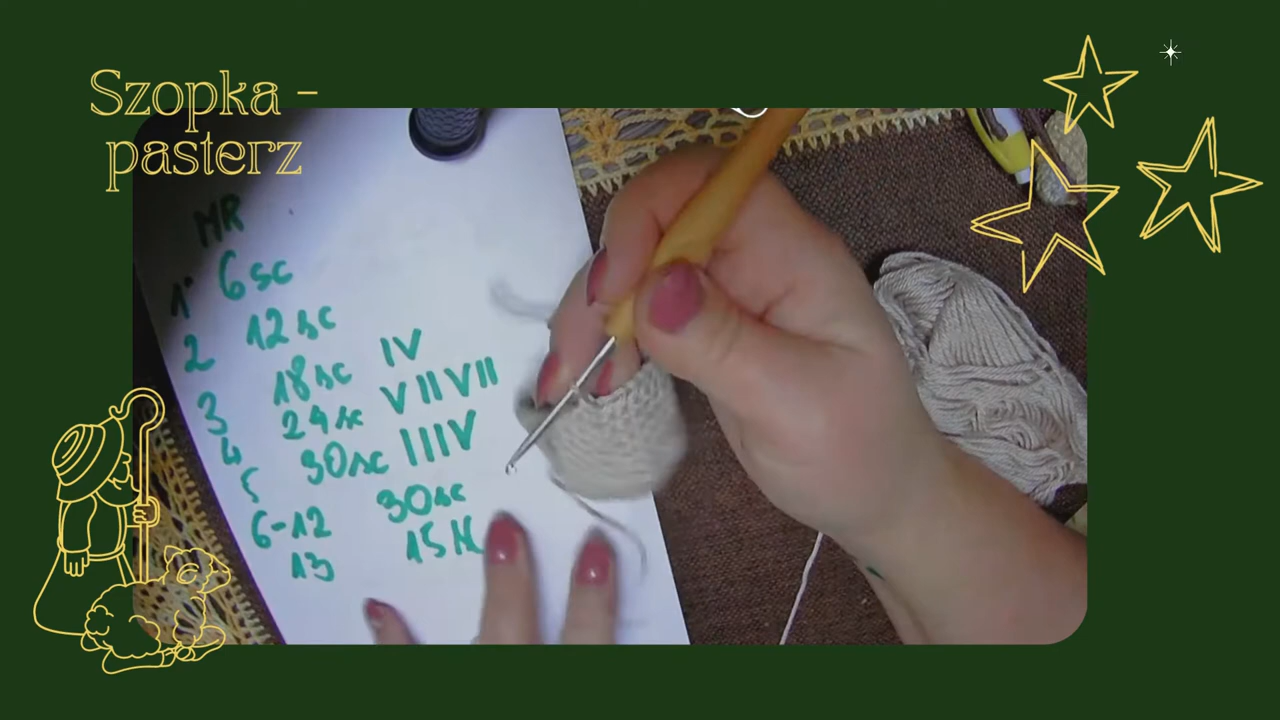 Szopka -
pasterz
MR
1° 6sc
2 12sc
3 18sc IV
4 24sc VIIVII
5 30sc IIIV
6-12 30sc
13